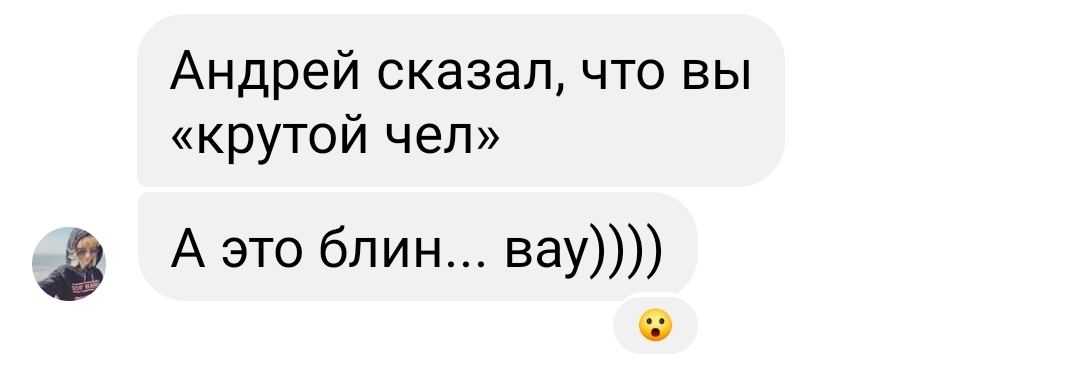 Андрей сказал, что вы
«крутой чел»
А это блин... вау))))
😮